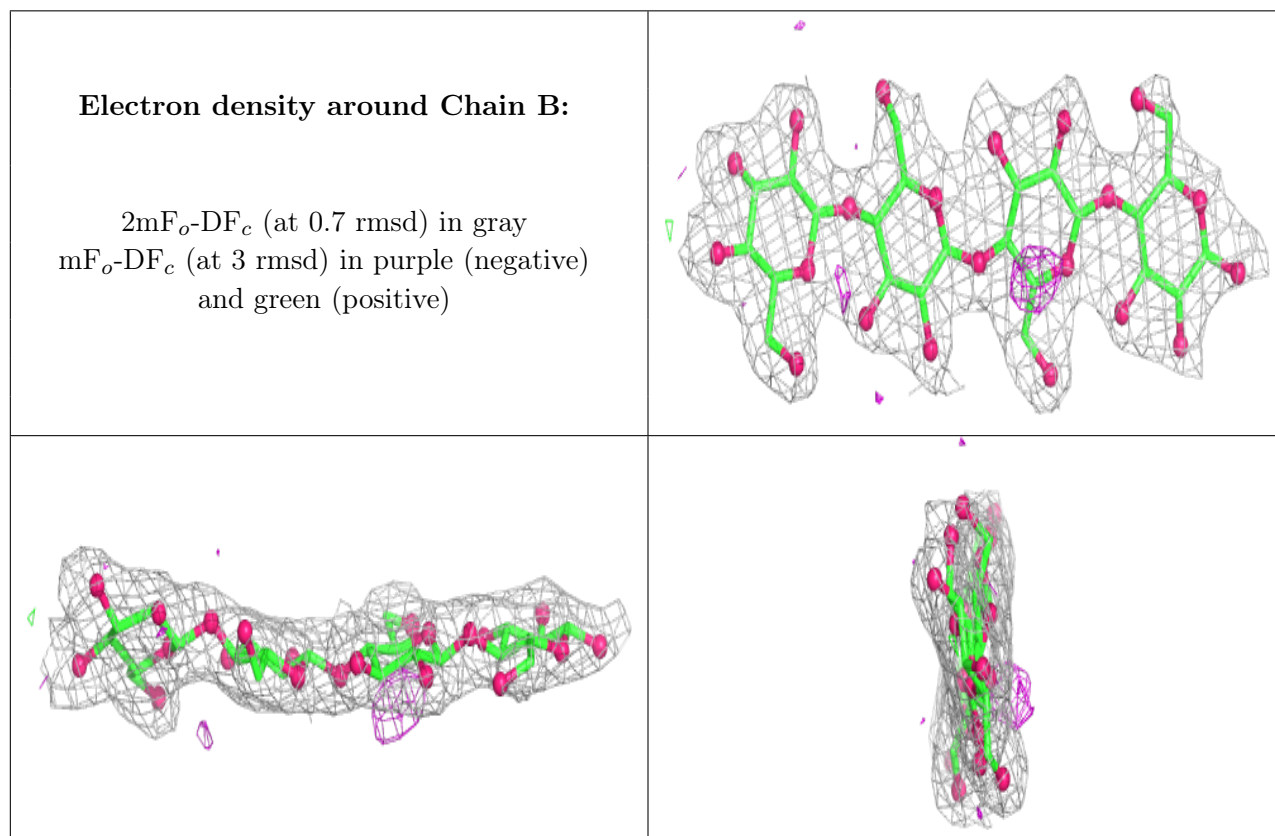 Electron density around Chain B:
2mFo-DFc (at 0.7 rmsd) in gray
mFo-DFc (at 3 rmsd) in purple (negative)
and green (positive)